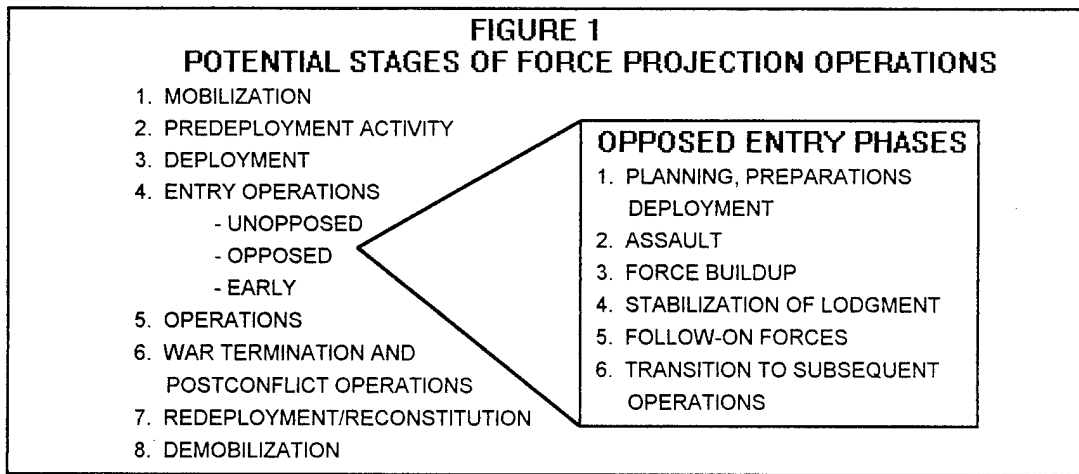 FIGURE 1
POTENTIAL STAGES OF FORCE PROJECTION OPERATIONS
1. MOBILIZATION
2. PREDEPLOYMENT ACTIVITY
3. DEPLOYMENT
4. ENTRY OPERATIONS
- UNOPPOSED
- OPPOSED
- EARLY
5. OPERATIONS
6. WAR TERMINATION AND
POSTCONFLICT OPERATIONS
7. REDEPLOYMENT/RECONSTITUTION
8. DEMOBILIZATION
OPPOSED ENTRY PHASES
1. PLANNING, PREPARATIONS
DEPLOYMENT
2. ASSAULT
3. FORCE BUILDUP
4. STABILIZATION OF LODGMENT
5. FOLLOW-ON FORCES
6. TRANSITION TO SUBSEQUENT
OPERATIONS